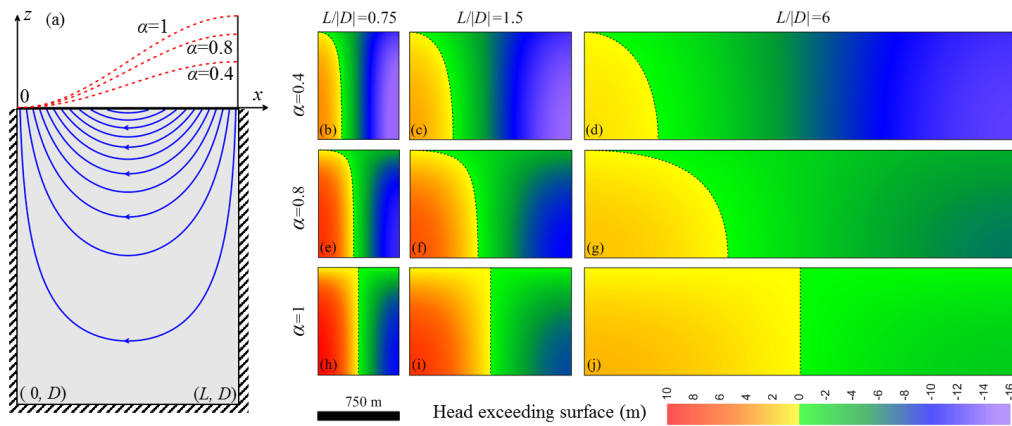 z
(a)
α=1
α=0.8
α=0.4
0
x
( 0, D)
(L, D)
L/|D|=0.75
L/|D|=1.5
L/|D|=6
α=0.4
(b)
(c)
(d)
α=0.8
(e)
(f)
(g)
α=1
(h)
(i)
(j)
750 m
Head exceeding surface (m)
10 8 6 4 2 0 -2 -4 -6 -8 -10 -12 -14 -16